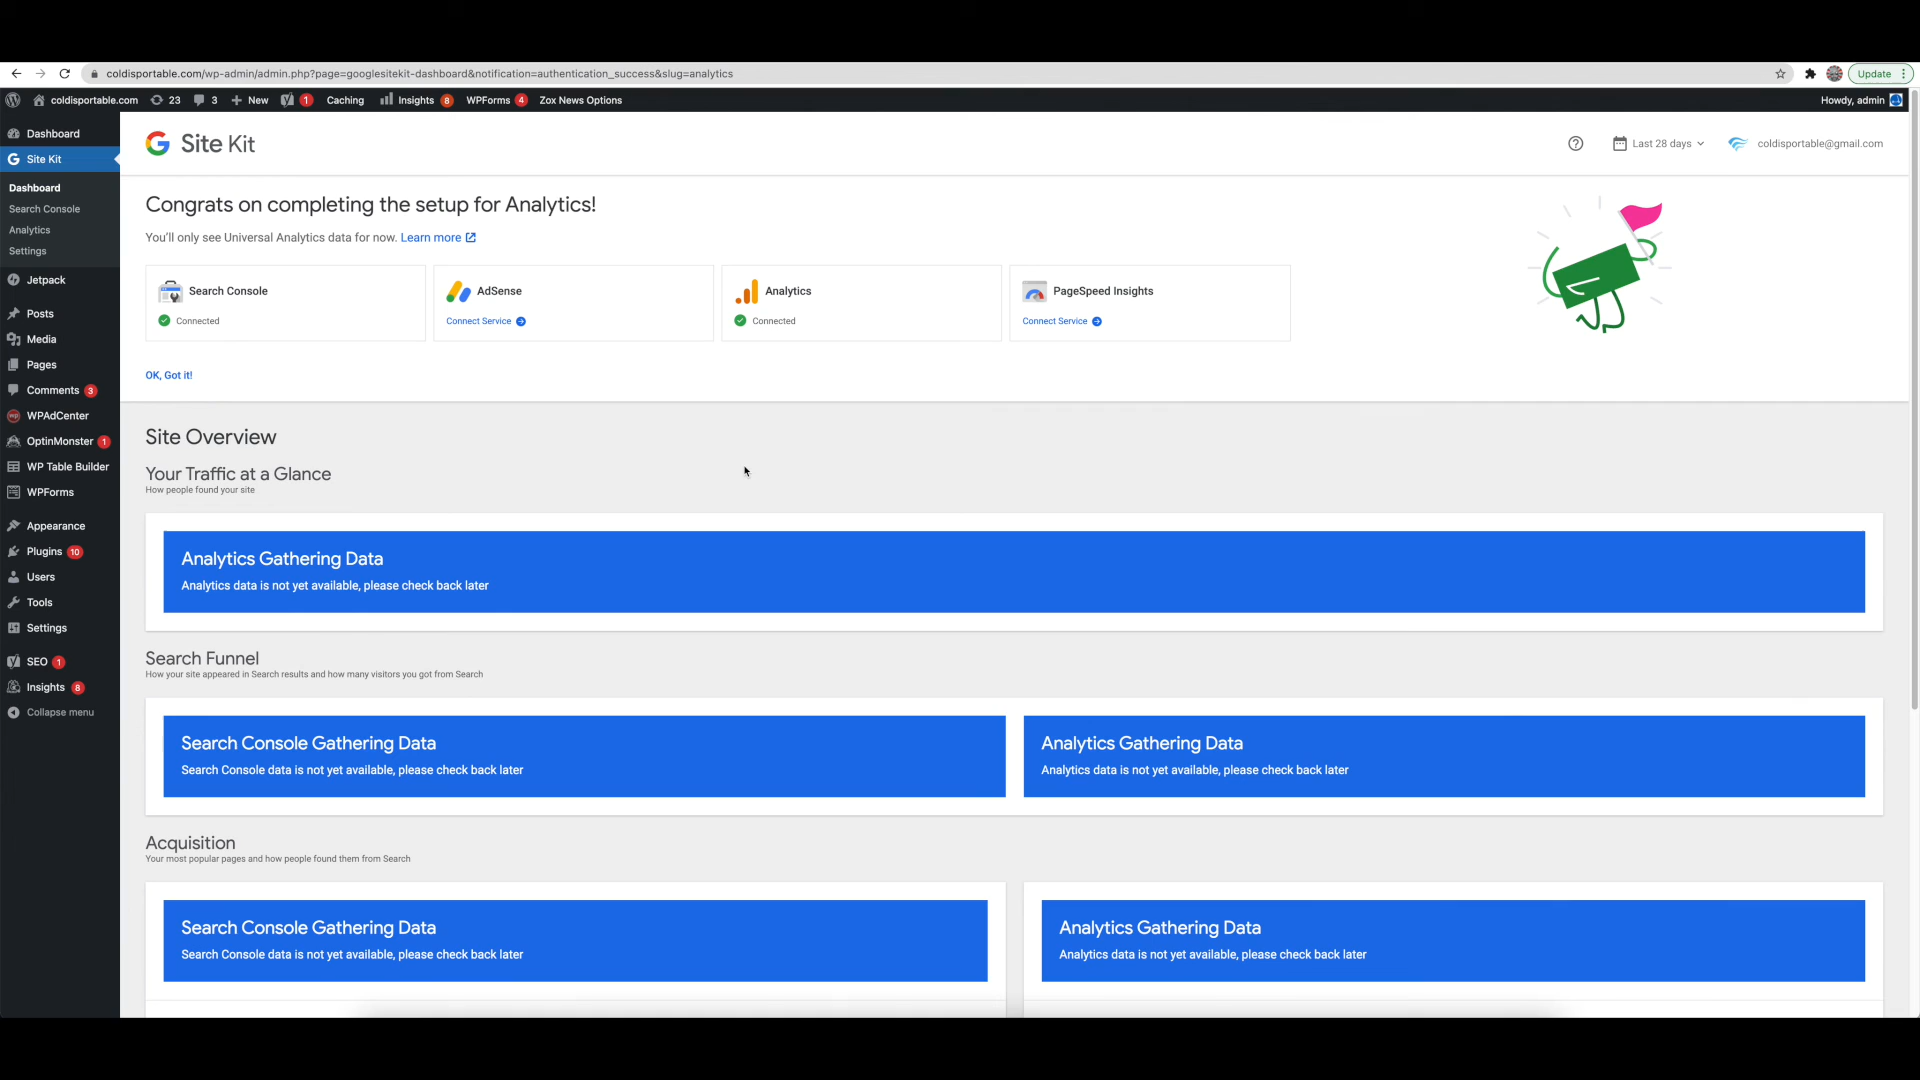 coldisportable.com/wp-admin/admin.php?page=googlesitekit-dashboard&notification=authentication_success&slug=analytics
Update
coldisportable.com 23 3 New 1 Caching Insights 8 WPForms 4 Zox News Options
Howdy, admin
Dashboard
Site Kit
Dashboard
Search Console
Analytics
Settings
Jetpack
Posts
Media
Pages
Comments 3
WPAdCenter
OptinMonster 1
WP Table Builder
WPForms
Appearance
Plugins 10
Users
Tools
Settings
SEO 1
Insights 8
Collapse menu
Site Kit
Last 28 days
coldisportable@gmail.com
Congrats on completing the setup for Analytics!
You'll only see Universal Analytics data for now. Learn more
Search Console
Connected
AdSense
Connect Service
Analytics
Connected
PageSpeed Insights
Connect Service
OK, Got it!
Site Overview
Your Traffic at a Glance
How people found your site
Analytics Gathering Data
Analytics data is not yet available, please check back later
Search Funnel
How your site appeared in Search results and how many visitors you got from Search
Search Console Gathering Data
Search Console data is not yet available, please check back later
Analytics Gathering Data
Analytics data is not yet available, please check back later
Acquisition
Your most popular pages and how people found them from Search
Search Console Gathering Data
Search Console data is not yet available, please check back later
Analytics Gathering Data
Analytics data is not yet available, please check back later